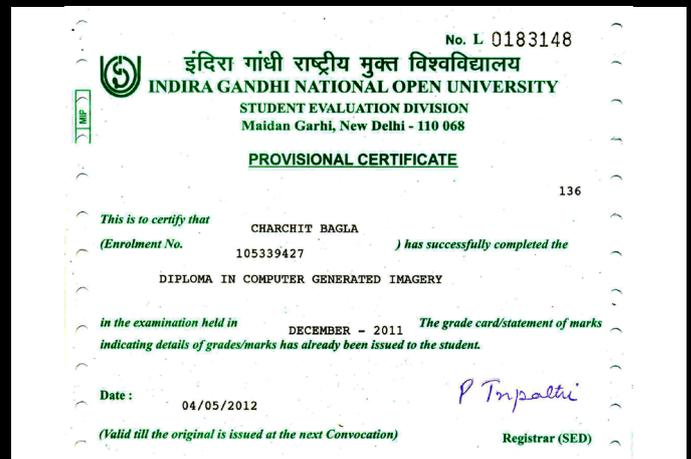 No. L 0183148
इंदिरा गांधी राष्ट्रीय मुक्त विश्वविद्यालय
INDIRA GANDHI NATIONAL OPEN UNIVERSITY
STUDENT EVALUATION DIVISION
Maidan Garhi, New Delhi - 110 068
MIP
PROVISIONAL CERTIFICATE
136
This is to certify that CHARCHIT BAGLA
(Enrolment No. 105339427 ) has successfully completed the
DIPLOMA IN COMPUTER GENERATED IMAGERY
in the examination held in DECEMBER - 2011 The grade card/statement of marks
indicating details of grades/marks has already been issued to the student.
Date : 04/05/2012
P Tripathi
(Valid till the original is issued at the next Convocation) Registrar (SED)